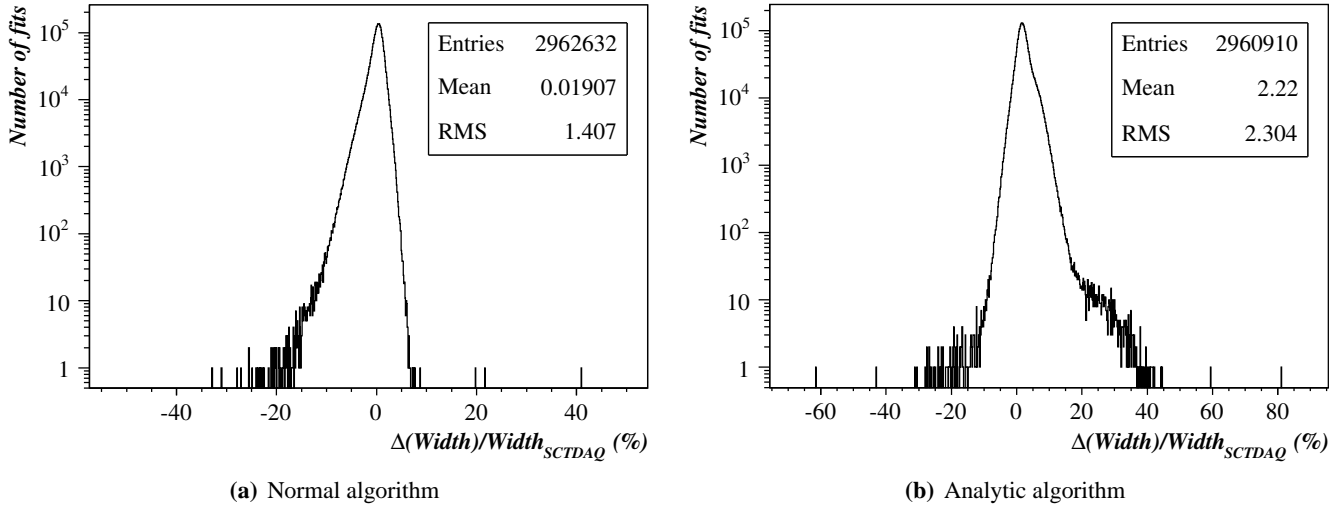 Number of fits
10^5
10^4
10^3
10^2
10
1
Entries 2962632
Mean 0.01907
RMS 1.407
-40 -20 0 20 40
Δ(Width)/Width_SCTDAQ (%)
(a) Normal algorithm
Number of fits
10^5
10^4
10^3
10^2
10
1
Entries 2960910
Mean 2.22
RMS 2.304
-60 -40 -20 0 20 40 60 80
Δ(Width)/Width_SCTDAQ (%)
(b) Analytic algorithm